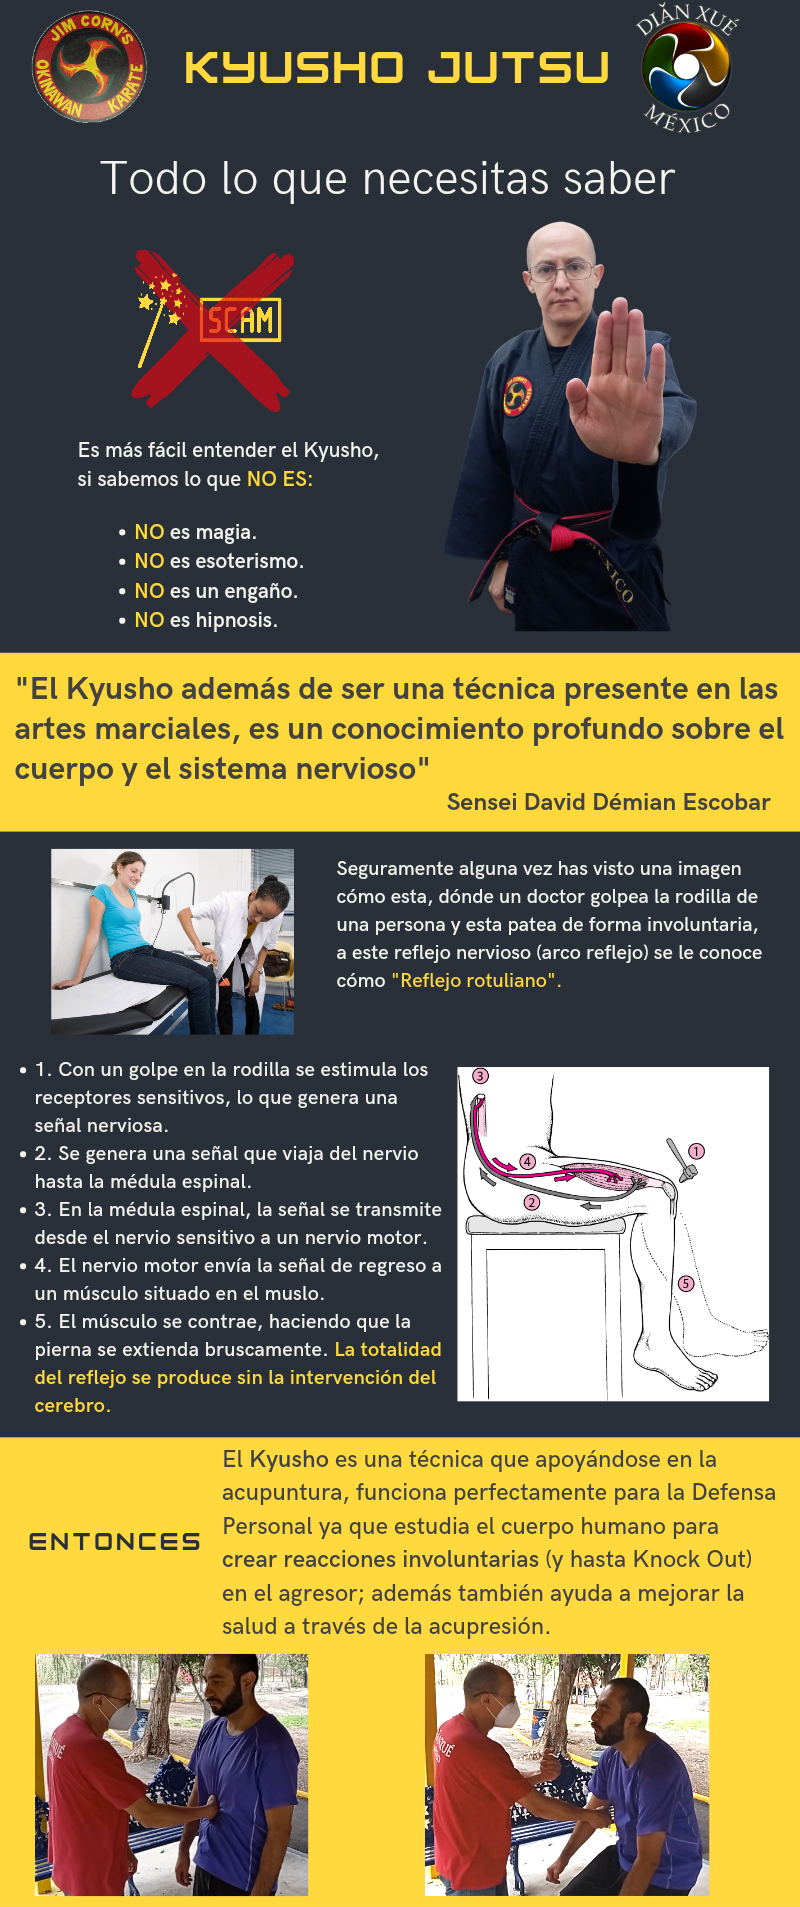 JIM CORN'S
OKINAWAN KARATE
KYUSHO JUTSU
DIĂN XUÉ
MÉXICO
Todo lo que necesitas saber
SCAM
Es más fácil entender el Kyusho,
si sabemos lo que NO ES:
• NO es magia.
• NO es esoterismo.
• NO es un engaño.
• NO es hipnosis.
JIM CORN'S
MÉXICO
"El Kyusho además de ser una técnica presente en las
artes marciales, es un conocimiento profundo sobre el
cuerpo y el sistema nervioso"
Sensei David Démian Escobar
Seguramente alguna vez has visto una imagen
cómo esta, dónde un doctor golpea la rodilla de
una persona y esta patea de forma involuntaria,
a este reflejo nervioso (arco reflejo) se le conoce
cómo "Reflejo rotuliano".
• 1. Con un golpe en la rodilla se estimula los
receptores sensitivos, lo que genera una
señal nerviosa.
• 2. Se genera una señal que viaja del nervio
hasta la médula espinal.
• 3. En la médula espinal, la señal se transmite
desde el nervio sensitivo a un nervio motor.
• 4. El nervio motor envía la señal de regreso a
un músculo situado en el muslo.
• 5. El músculo se contrae, haciendo que la
pierna se extienda bruscamente. La totalidad
del reflejo se produce sin la intervención del
cerebro.
3
1
4
2
5
ENTONCES
El Kyusho es una técnica que apoyándose en la
acupuntura, funciona perfectamente para la Defensa
Personal ya que estudia el cuerpo humano para
crear reacciones involuntarias (y hasta Knock Out)
en el agresor; además también ayuda a mejorar la
salud a través de la acupresión.